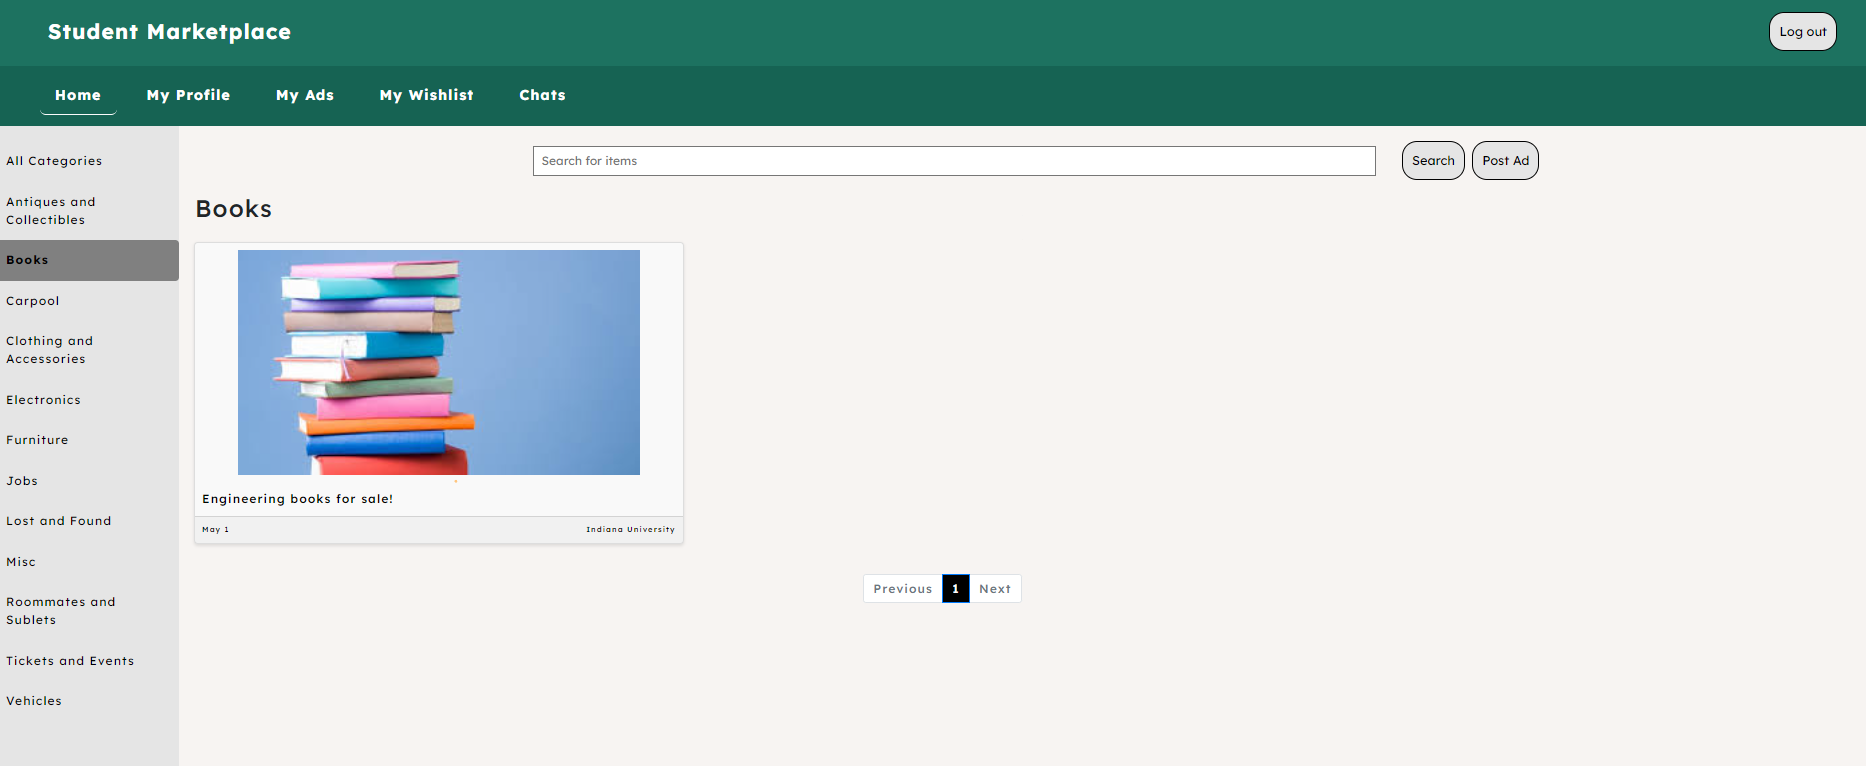 Student Marketplace
Log out
Home
My Profile
My Ads
My Wishlist
Chats
All Categories
Antiques and
Collectibles
Books
Carpool
Clothing and
Accessories
Electronics
Furniture
Jobs
Lost and Found
Misc
Roommates and
Sublets
Tickets and Events
Vehicles
Search for items
Search
Post Ad
Books
Engineering books for sale!
May 1
Indiana University
Previous
1
Next